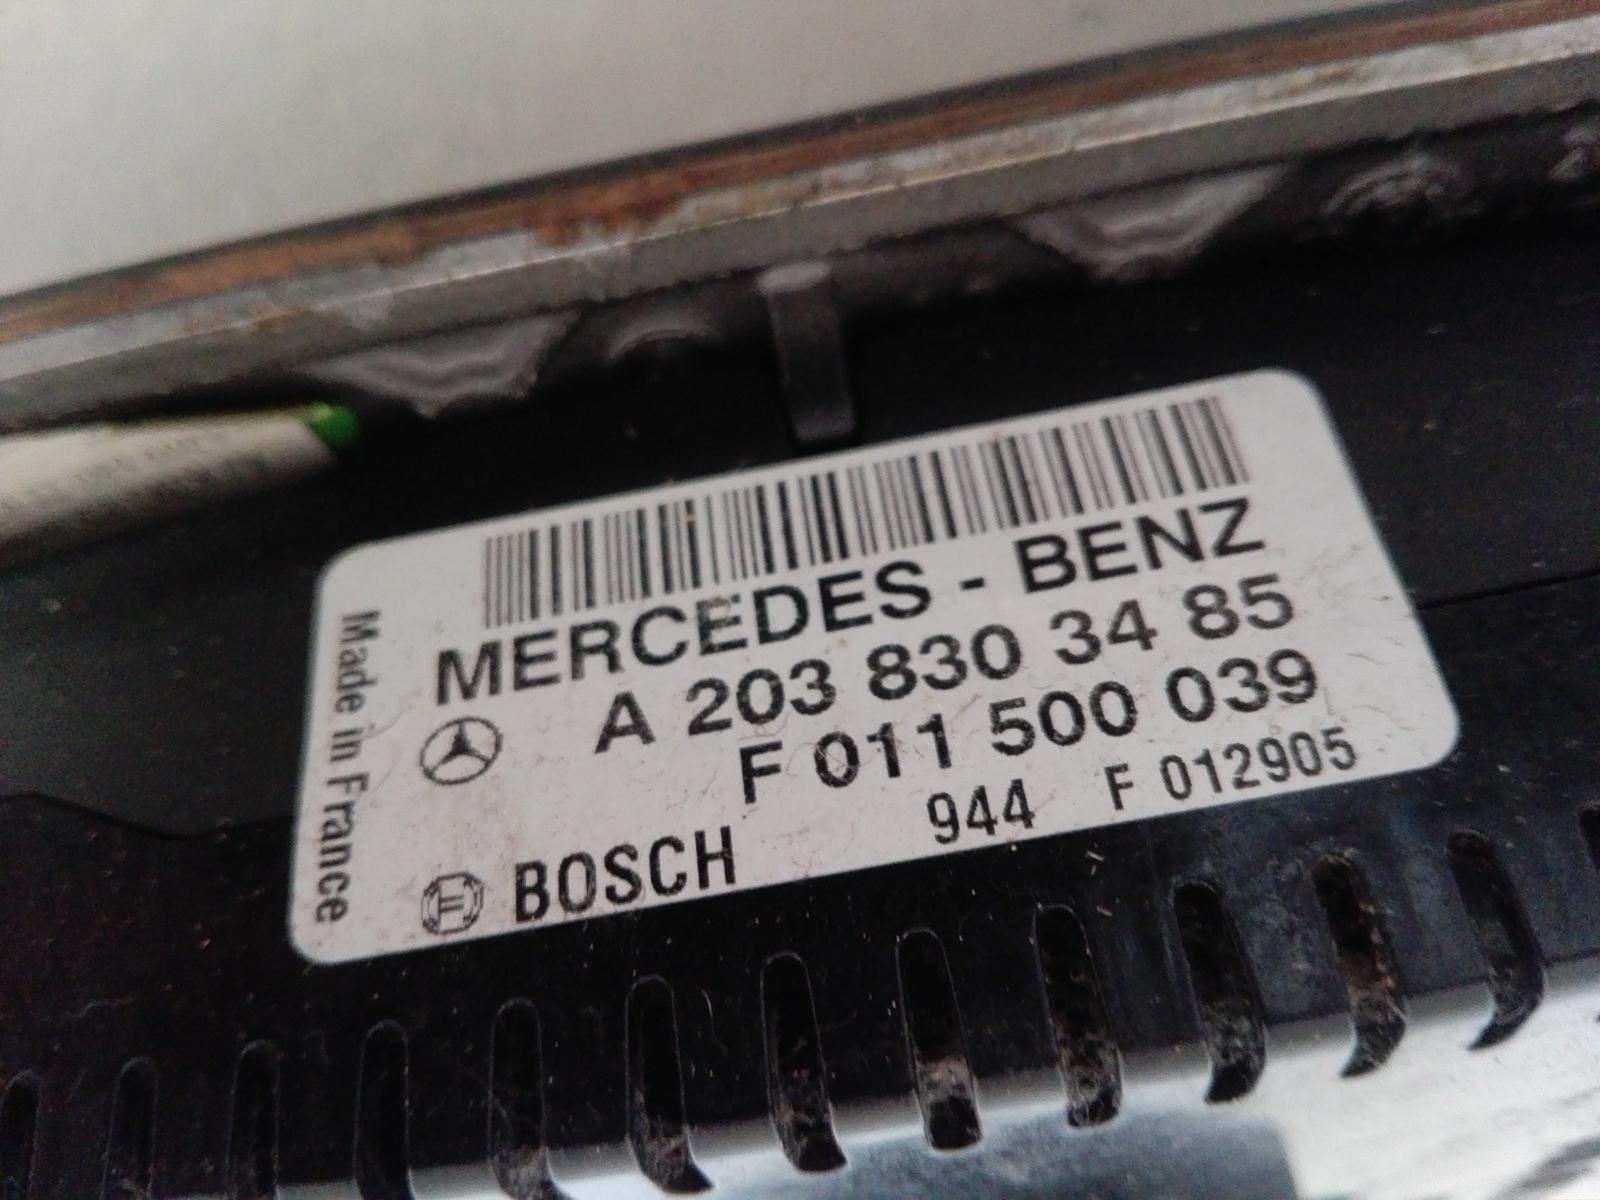 MERCEDES - BENZ
A 203 830 34 85
F 011 500 039
944 F 012905
BOSCH
Made in France